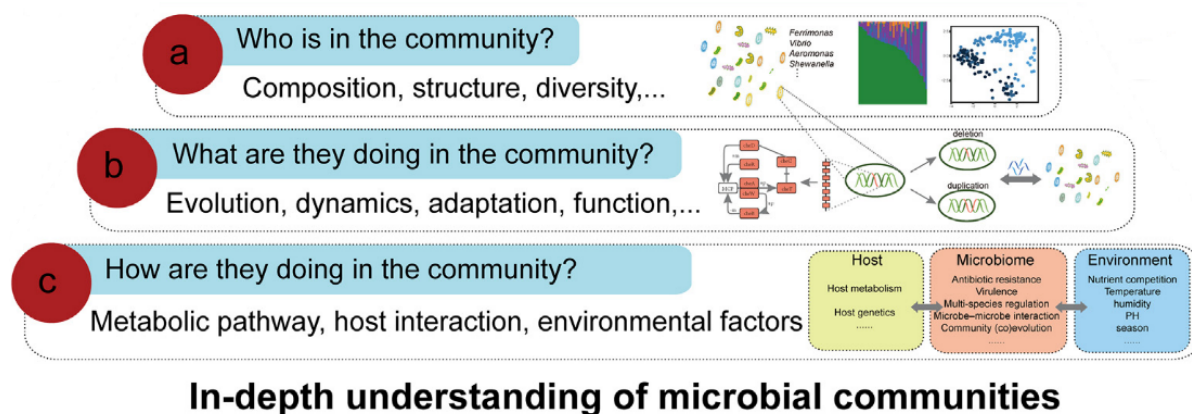 a
Who is in the community?
Composition, structure, diversity,...
Ferrimonas
Vibrio
Aeromonas
Shewanella
b
What are they doing in the community?
Evolution, dynamics, adaptation, function,...
MCP
deletion
duplication
c
How are they doing in the community?
Metabolic pathway, host interaction, environmental factors
Host
Host metabolism
Host genetics
......
Microbiome
Antibiotic resistance
Virulence
Multi-species regulation
Microbe–microbe interaction
Community (co)evolution
......
Environment
Nutrient competition
Temperature
humidity
PH
season
......
In-depth understanding of microbial communities